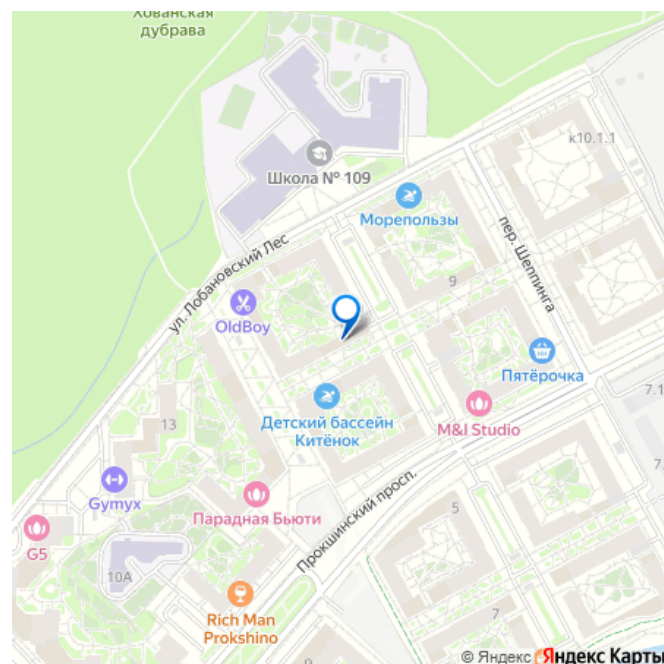 Хованская
дубрава
к10.1.1
Школа № 109
Морепользы
пер. Шеппинга
ул. Лобановский Лес
9
OldBoy
Пятёрочка
7.1
Детский бассейн
Китёнок
M&I Studio
13
7.
Gymyx
Парадная Бьюти
Прокшинский просп.
5
G5
10А
Rich Man
Prokshino
7
9
© Яндекс Яндекс Карты